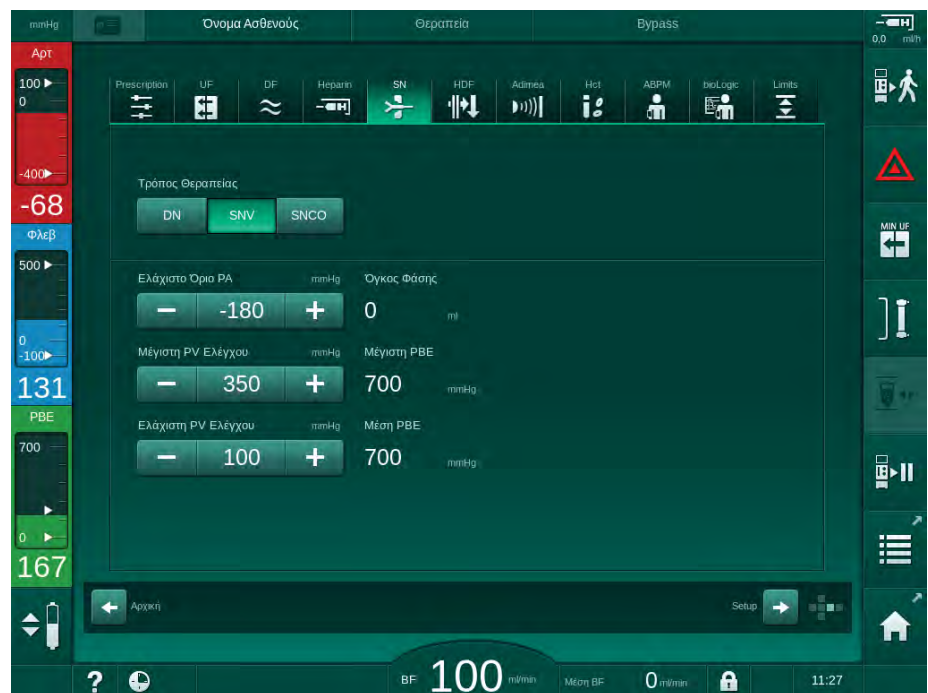 mmHg
Όνομα Ασθενούς
Θεραπεία
Bypass
0,0 ml/h
Αρτ
100
0
-400
-68
Φλεβ
500
0
-100
131
PBE
700
0
167
Prescription
UF
DF
Heparin
SN
HDF
Adimea
Hct
ABPM
bioLogic
Limits
Τρόπος Θεραπείας
DN SNV SNCO
Ελάχιστο Όριο PA mmHg Όγκος Φάσης
− -180 + 0 ml
Μέγιστη PV Ελέγχου mmHg Μέγιστη PBE
− 350 + 700 mmHg
Ελάχιστη PV Ελέγχου mmHg Μέση PBE
− 100 + 700 mmHg
MIN UF
Αρχική
Setup
? BF 100 ml/min Μέση BF 0 ml/min 11:27